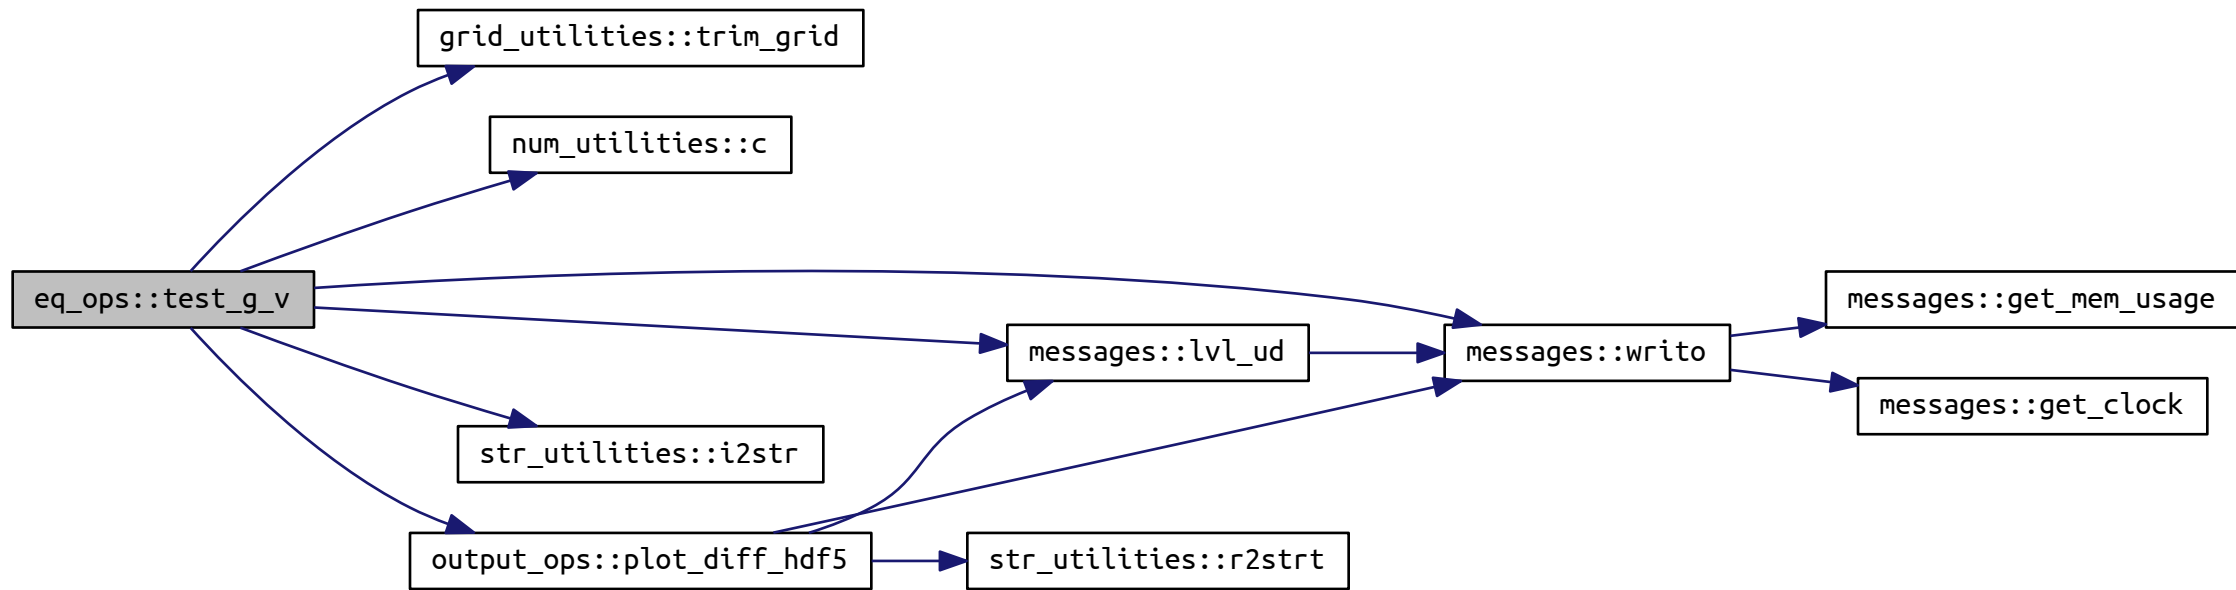 grid_utilities::trim_grid
num_utilities::c
eq_ops::test_g_v
messages::get_mem_usage
messages::lvl_ud
messages::writo
messages::get_clock
str_utilities::i2str
output_ops::plot_diff_hdf5
str_utilities::r2strt